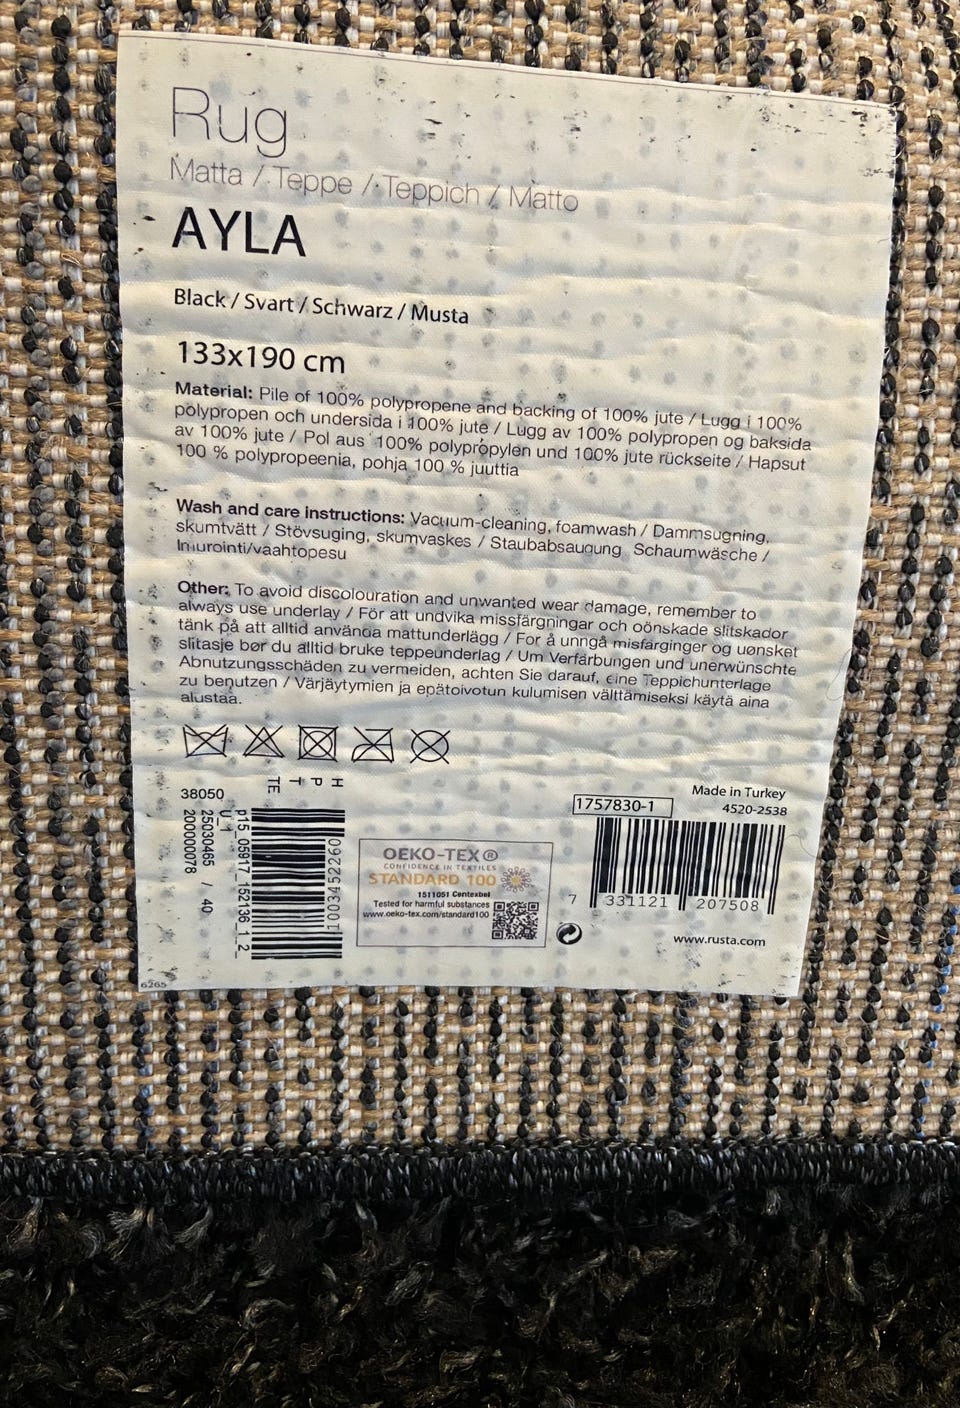 Rug
Matta / Teppe / Teppich / Matto
AYLA
Black / Svart / Schwarz / Musta
133x190 cm
Material: Pile of 100% polypropene and backing of 100% jute / Lugg i 100%
polypropen och undersida i 100% jute / Lugg av 100% polypropen og baksida
av 100% jute / Pol aus 100% polypropylen und 100% jute rückseite / Hapsut
100 % polypropeenia, pohja 100 % juuttia
Wash and care instructions: Vacuum-cleaning, foamwash / Dammsugning,
skumtvätt / Stövsuging, skumvaskes / Staubabsaugung Schaumwäsche /
Imurointi/vaahtopesu
Other: To avoid discolouration and unwanted wear damage, remember to
always use underlay / För att undvika missfärgningar och oönskade slitskador
tänk på att alltid använda mattunderlägg / For å unngå misfarginger og uønsket
slitasje bør du alltid bruke teppeunderlag / Um Verfärbungen und unerwünschte
Abnutzungsschäden zu vermeiden, achten Sie darauf, eine Teppichunterlage
zu benutzen / Värjäytymien ja epätoivotun kulumisen välttämiseksi käytä aina
alustaa.
38050
TE T P H
200000078
25030465 / 40
U_1
p15_05917_152136_1_2_
1003422260
OEKO-TEX®
CONFIDENCE IN TEXTILES
STANDARD 100
1511051 Centexbel
Tested for harmful substances
www.oeko-tex.com/standard100
Made in Turkey
1757830-1
4520-2538
7 331121 207508
www.rusta.com
6265